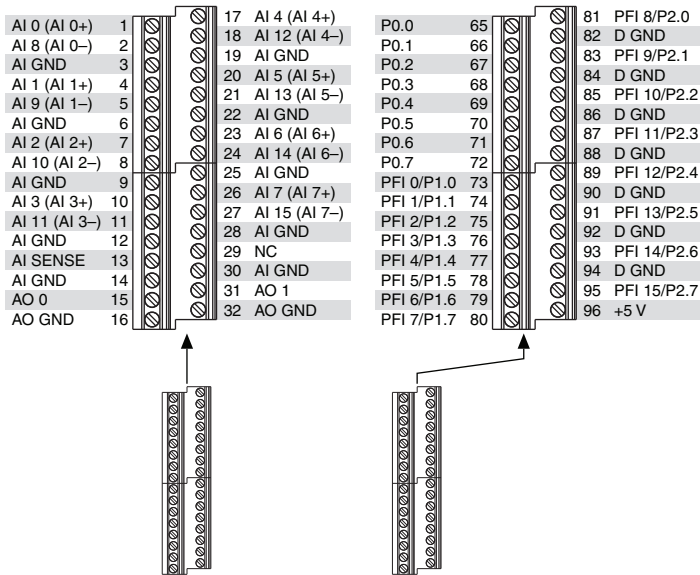 AI 0 (AI 0+) 1
AI 8 (AI 0–) 2
AI GND 3
AI 1 (AI 1+) 4
AI 9 (AI 1–) 5
AI GND 6
AI 2 (AI 2+) 7
AI 10 (AI 2–) 8
AI GND 9
AI 3 (AI 3+) 10
AI 11 (AI 3–) 11
AI GND 12
AI SENSE 13
AI GND 14
AO 0 15
AO GND 16
17 AI 4 (AI 4+)
18 AI 12 (AI 4–)
19 AI GND
20 AI 5 (AI 5+)
21 AI 13 (AI 5–)
22 AI GND
23 AI 6 (AI 6+)
24 AI 14 (AI 6–)
25 AI GND
26 AI 7 (AI 7+)
27 AI 15 (AI 7–)
28 AI GND
29 NC
30 AI GND
31 AO 1
32 AO GND
P0.0 65
P0.1 66
P0.2 67
P0.3 68
P0.4 69
P0.5 70
P0.6 71
P0.7 72
PFI 0/P1.0 73
PFI 1/P1.1 74
PFI 2/P1.2 75
PFI 3/P1.3 76
PFI 4/P1.4 77
PFI 5/P1.5 78
PFI 6/P1.6 79
PFI 7/P1.7 80
81 PFI 8/P2.0
82 D GND
83 PFI 9/P2.1
84 D GND
85 PFI 10/P2.2
86 D GND
87 PFI 11/P2.3
88 D GND
89 PFI 12/P2.4
90 D GND
91 PFI 13/P2.5
92 D GND
93 PFI 14/P2.6
94 D GND
95 PFI 15/P2.7
96 +5 V